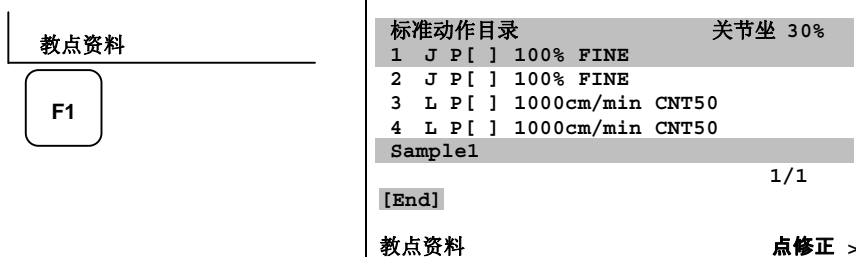 教点资料
F1
标准动作目录 关节坐 30%
1 J P[ ] 100% FINE
2 J P[ ] 100% FINE
3 L P[ ] 1000cm/min CNT50
4 L P[ ] 1000cm/min CNT50
Sample1
1/1
[End]
教点资料 点修正 >